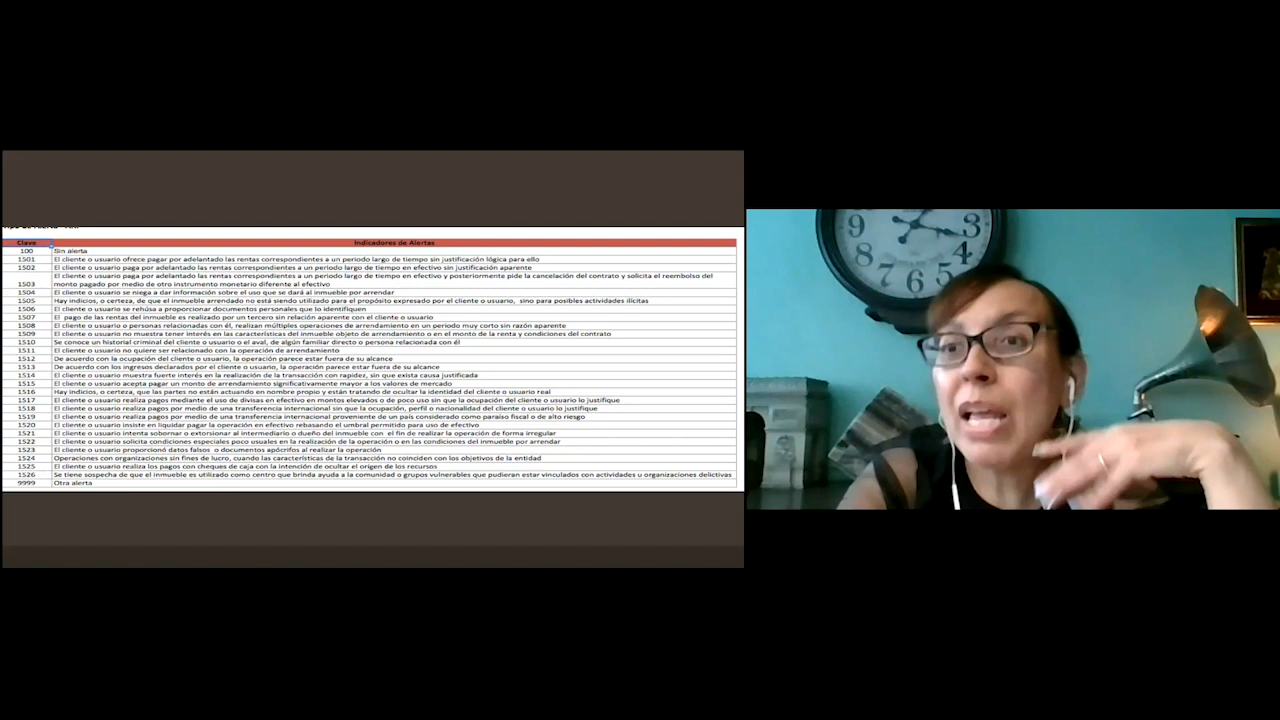 Clave Indicadores de Alertas
100 Sin alerta
1501 El cliente o usuario ofrece pagar por adelantado las rentas correspondientes a un periodo largo de tiempo sin justificación lógica para ello
1502 El cliente o usuario paga por adelantado las rentas correspondientes a un periodo largo de tiempo en efectivo sin justificación aparente
El cliente o usuario paga por adelantado las rentas correspondientes a un periodo largo de tiempo en efectivo y posteriormente pide la cancelación del contrato y solicita el reembolso del
1503 monto pagado por medio de otro instrumento monetario diferente al efectivo
1504 El cliente o usuario se niega a dar información sobre el uso que se dará al inmueble por arrendar
1505 Hay indicios, o certeza, de que el inmueble arrendado no está siendo utilizado para el propósito expresado por el cliente o usuario, sino para posibles actividades ilícitas
1506 El cliente o usuario se rehúsa a proporcionar documentos personales que lo identifiquen
1507 El pago de las rentas del inmueble es realizado por un tercero sin relación aparente con el cliente o usuario
1508 El cliente o usuario o personas relacionadas con él, realizan múltiples operaciones de arrendamiento en un periodo muy corto sin razón aparente
1509 El cliente o usuario no muestra tener interés en las características del inmueble objeto de arrendamiento o en el monto de la renta y condiciones del contrato
1510 Se conoce un historial criminal del cliente o usuario o el aval, de algún familiar directo o persona relacionada con él
1511 El cliente o usuario no quiere ser relacionado con la operación de arrendamiento
1512 De acuerdo con la ocupación del cliente o usuario, la operación parece estar fuera de su alcance
1513 De acuerdo con los ingresos declarados por el cliente o usuario, la operación parece estar fuera de su alcance
1514 El cliente o usuario muestra fuerte interés en la realización de la transacción con rapidez, sin que exista causa justificada
1515 El cliente o usuario acepta pagar un monto de arrendamiento significativamente mayor a los valores de mercado
1516 Hay indicios, o certeza, que las partes no están actuando en nombre propio y están tratando de ocultar la identidad del cliente o usuario real
1517 El cliente o usuario realiza pagos mediante el uso de divisas en efectivo en montos elevados o de poco uso sin que la ocupación del cliente o usuario lo justifique
1518 El cliente o usuario realiza pagos por medio de una transferencia internacional sin que la ocupación, perfil o nacionalidad del cliente o usuario lo justifique
1519 El cliente o usuario realiza pagos por medio de una transferencia internacional proveniente de un país considerado como paraíso fiscal o de alto riesgo
1520 El cliente o usuario insiste en liquidar pagar la operación en efectivo rebasando el umbral permitido para uso de efectivo
1521 El cliente o usuario intenta sobornar o extorsionar al intermediario o dueño del inmueble con el fin de realizar la operación de forma irregular
1522 El cliente o usuario solicita condiciones especiales poco usuales en la realización de la operación o en las condiciones del inmueble por arrendar
1523 El cliente o usuario proporcionó datos falsos o documentos apócrifos al realizar la operación
1524 Operaciones con organizaciones sin fines de lucro, cuando las características de la transacción no coinciden con los objetivos de la entidad
1525 El cliente o usuario realiza los pagos con cheques de caja con la intención de ocultar el origen de los recursos
1526 Se tiene sospecha de que el inmueble es utilizado como centro que brinda ayuda a la comunidad o grupos vulnerables que pudieran estar vinculados con actividades u organizaciones delictivas
9999 Otra alerta
9
2
3
4
5
6
7
8